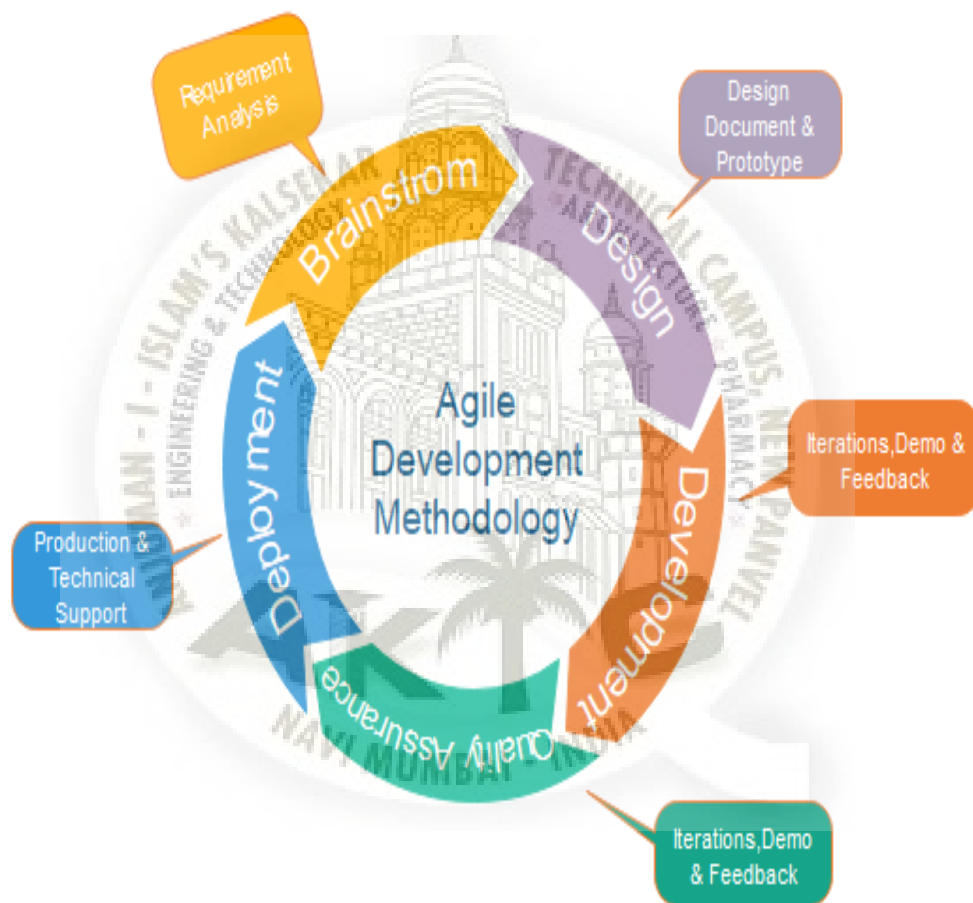 Requirement
Analysis
Design
Document &
Prototype
Brainstrom
Design
Agile
Development
Methodology
Iterations,Demo &
Feedback
Development
Deployment
Production &
Technical
Support
Quality Assurance
Iterations,Demo
& Feedback
I - ISLAM'S KALSEKAR
TECHNICAL CAMPUS, NEW PANVEL
ENGINEERING & TECHNOLOGY
ARCHITECTURE
PHARMACY
NAVI MUMBAI - INDIA